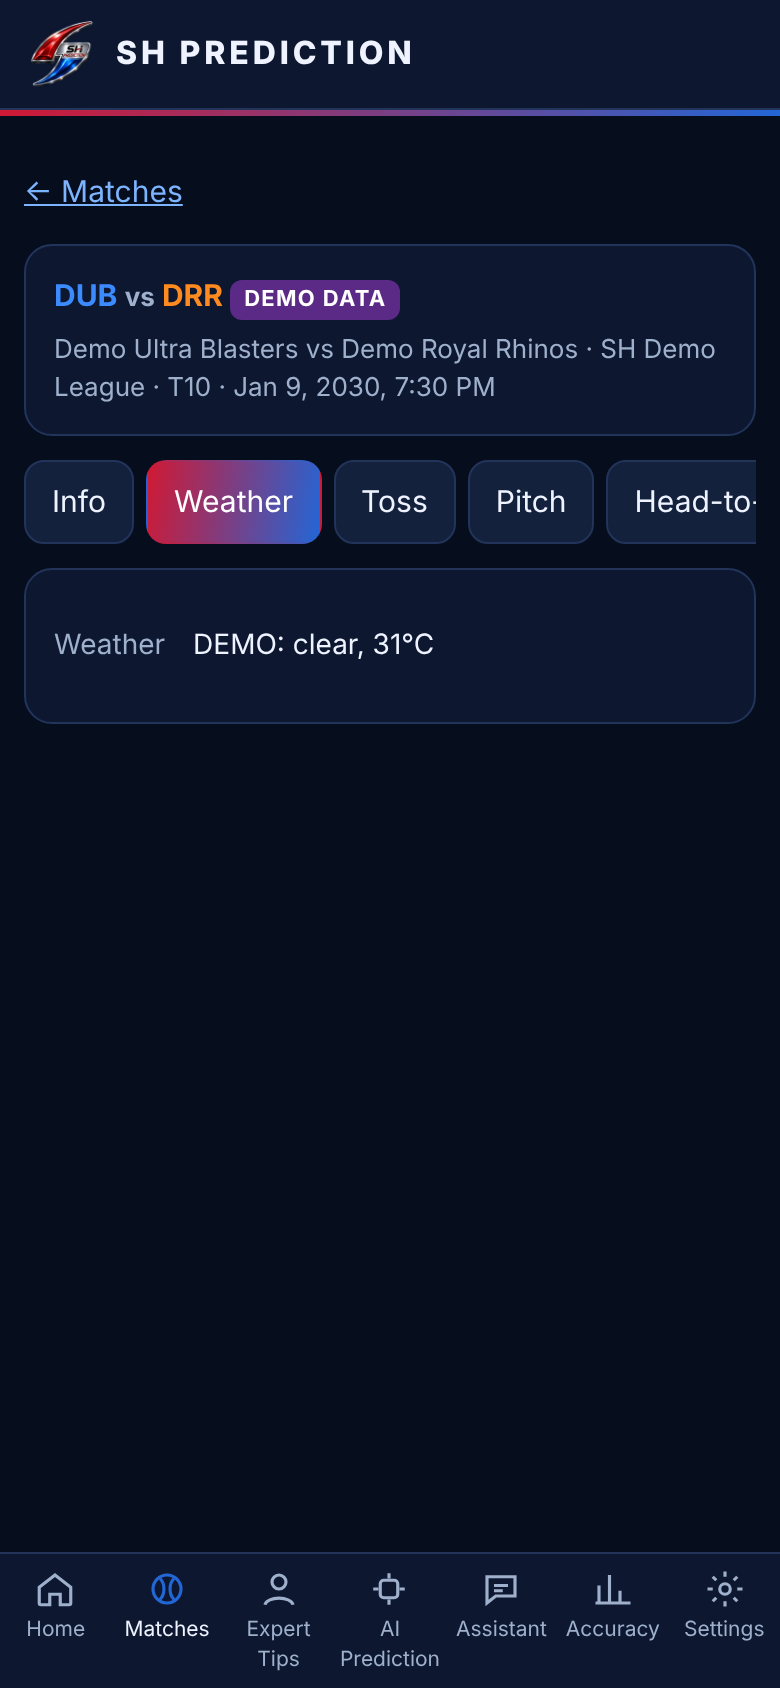 SH
SH PREDICTION
← Matches
DUB vs DRR DEMO DATA
Demo Ultra Blasters vs Demo Royal Rhinos · SH Demo
League · T10 · Jan 9, 2030, 7:30 PM
Info Weather Toss Pitch Head-to-
Weather DEMO: clear, 31°C
Home Matches Expert Tips AI Prediction Assistant Accuracy Settings